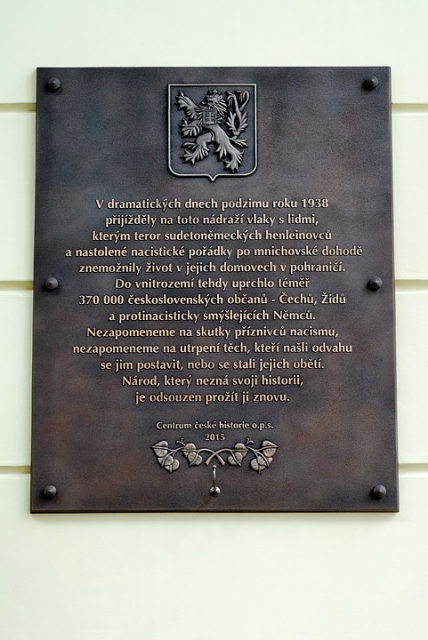 V dramatických dnech podzimu roku 1938
přijížděly na toto nádraží vlaky s lidmi,
kterým teror sudetoněmeckých henleinovců
a nastolené nacistické pořádky po mnichovské dohodě
znemožnily život v jejich domovech v pohraničí.
Do vnitrozemí tehdy uprchlo téměř
370 000 československých občanů - Čechů, Židů
a protinacisticky smýšlejících Němců.
Nezapomeneme na skutky příznivců nacismu,
nezapomeneme na utrpení těch, kteří našli odvahu
se jim postavit, nebo se stali jejich obětí.
Národ, který nezná svoji historii,
je odsouzen prožít ji znovu.
Centrum české historie o.p.s.
2015